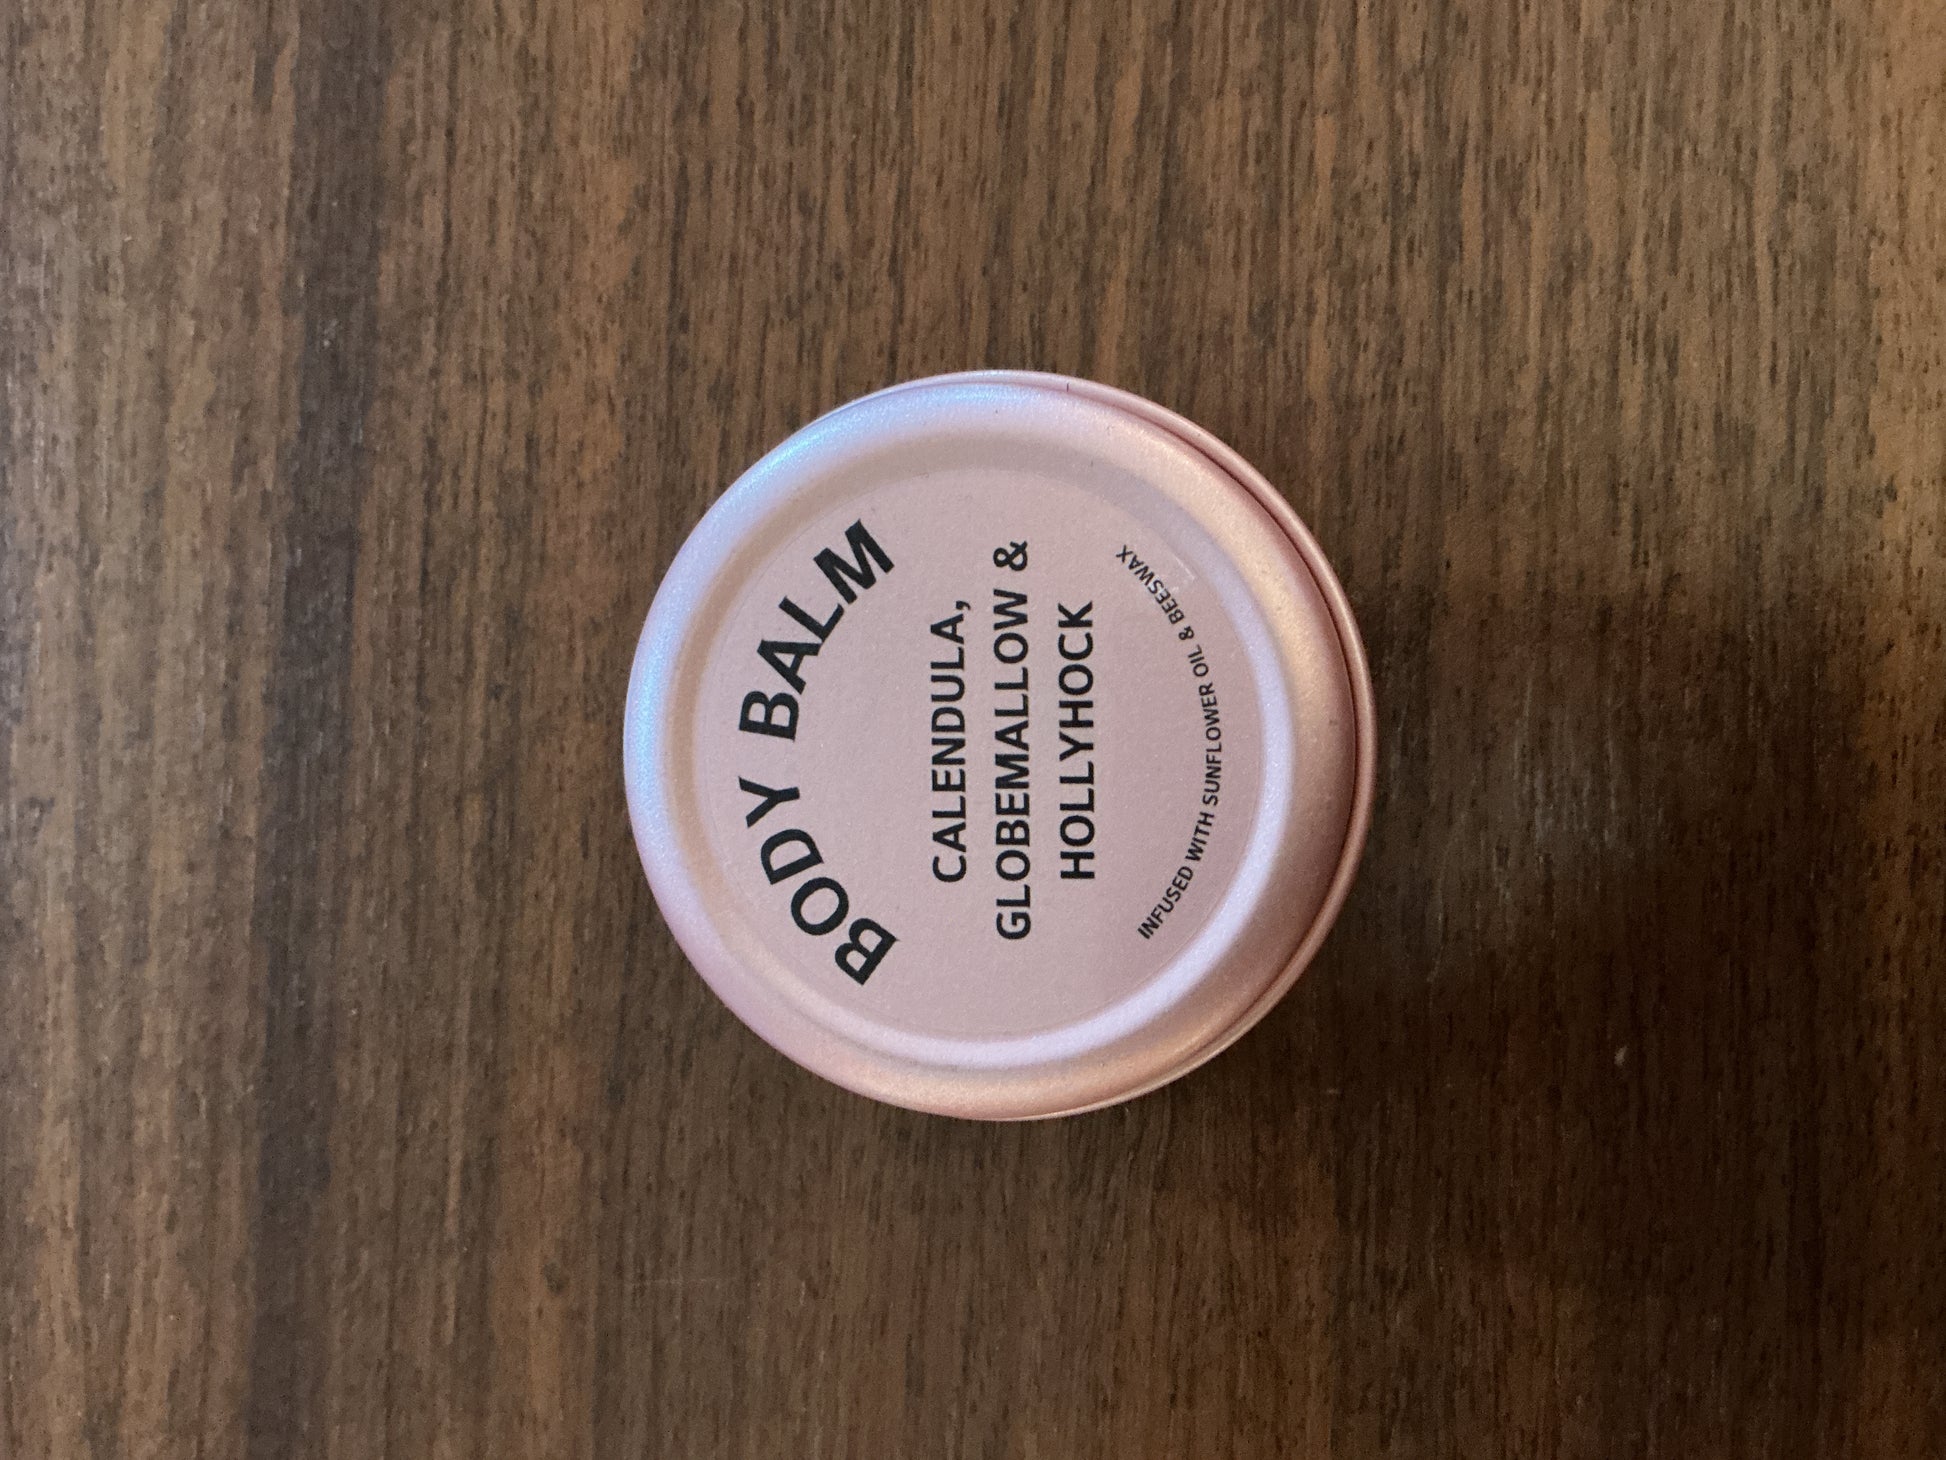 BODY BALM
CALENDULA,
GLOBEMALLOW &
HOLLYHOCK
INFUSED WITH SUNFLOWER OIL & BEESWAX